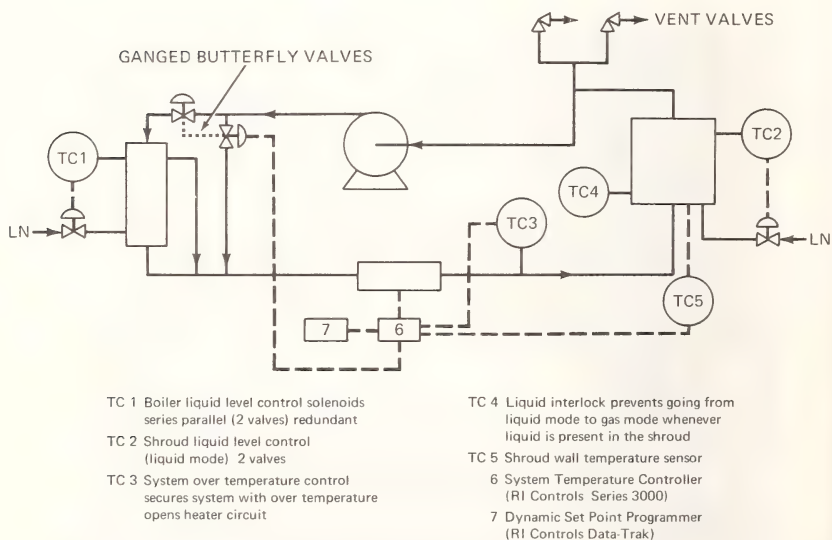 VENT VALVES
GANGED BUTTERFLY VALVES
TC1
TC2
TC4
LN
TC3
LN
TC5
7
6
TC 1 Boiler liquid level control solenoids
series parallel (2 valves) redundant
TC 2 Shroud liquid level control
(liquid mode) 2 valves
TC 3 System over temperature control
secures system with over temperature
opens heater circuit
TC 4 Liquid interlock prevents going from
liquid mode to gas mode whenever
liquid is present in the shroud
TC 5 Shroud wall temperature sensor
6 System Temperature Controller
(RI Controls Series 3000)
7 Dynamic Set Point Programmer
(RI Controls Data-Trak)